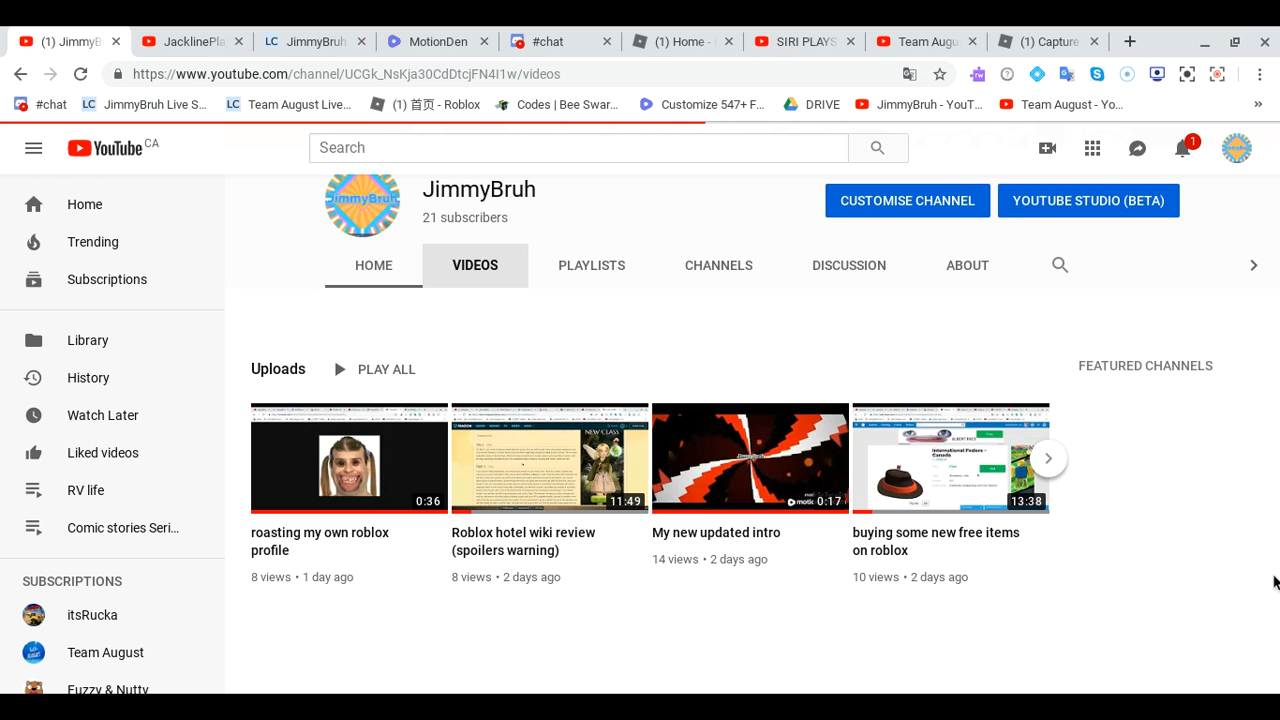 (1) JimmyB
JacklinePla
JimmyBruh
MotionDen
#chat
(1) Home -
SIRI PLAYS
Team Augu
(1) Capture
https://www.youtube.com/channel/UCGk_NsKja30CdDtcjFN4I1w/videos
#chat
LC JimmyBruh Live S...
LC Team August Live...
(1) 首页 - Roblox
Codes | Bee Swar...
Customize 547+ F...
DRIVE
JimmyBruh - YouT...
Team August - Yo...
YouTube CA
Search
1
Home
Trending
Subscriptions
Library
History
Watch Later
Liked videos
RV life
Comic stories Seri...
SUBSCRIPTIONS
itsRucka
Team August
Fuzzy & Nutty
JimmyBruh
JimmyBruh
21 subscribers
CUSTOMISE CHANNEL
YOUTUBE STUDIO (BETA)
HOME
VIDEOS
PLAYLISTS
CHANNELS
DISCUSSION
ABOUT
Uploads
PLAY ALL
FEATURED CHANNELS
0:36
roasting my own roblox
profile
8 views • 1 day ago
NEW CLASS
11:49
Roblox hotel wiki review
(spoilers warning)
8 views • 2 days ago
0:17
My new updated intro
14 views • 2 days ago
International Fedora -
Canada
13:38
buying some new free items
on roblox
10 views • 2 days ago